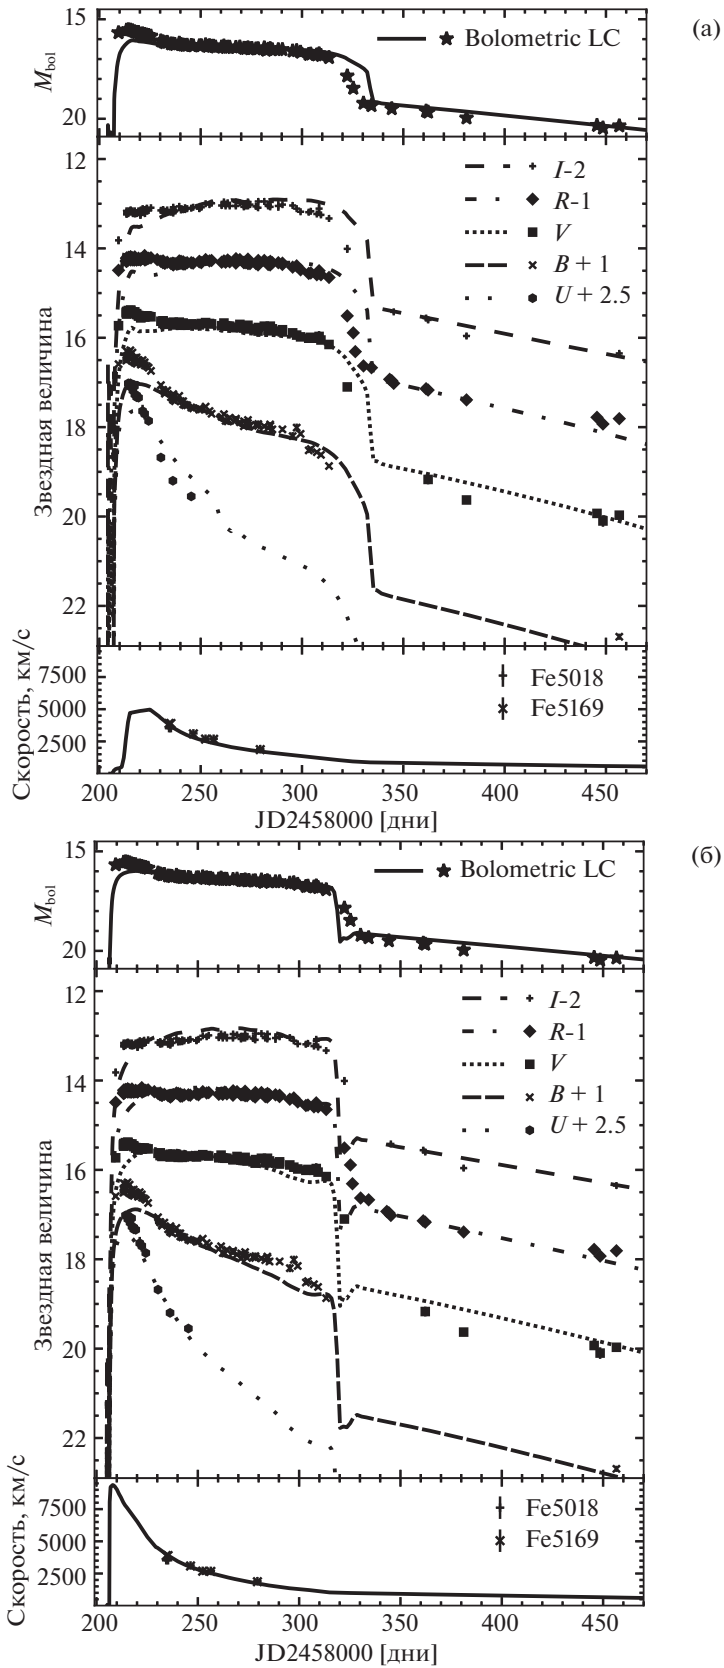 (а)
15
20
M_bol
Bolometric LC
12
14
16
18
20
22
Звездная величина
I-2
R-1
V
B + 1
U + 2.5
7500
5000
2500
Скорость, км/с
Fe5018
Fe5169
200 250 300 350 400 450
JD2458000 [дни]
(б)
15
20
M_bol
Bolometric LC
12
14
16
18
20
22
Звездная величина
I-2
R-1
V
B + 1
U + 2.5
7500
5000
2500
Скорость, км/с
Fe5018
Fe5169
200 250 300 350 400 450
JD2458000 [дни]